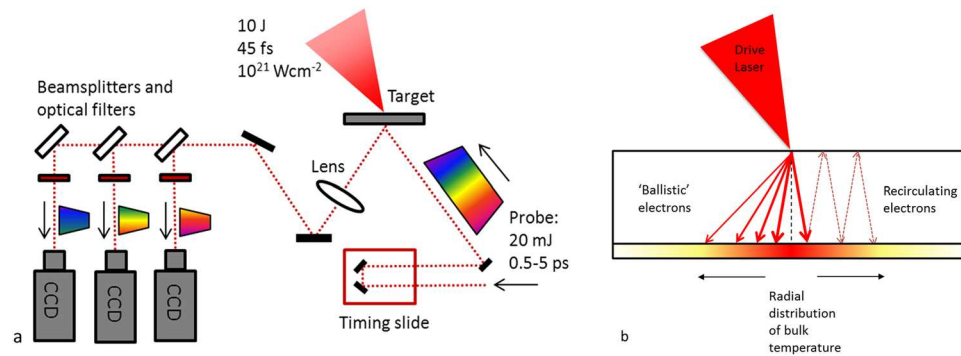 10 J
45 fs
10²¹ Wcm⁻²
Beamsplitters and
optical filters
Target
Lens
Probe:
20 mJ
0.5-5 ps
CCD
CCD
CCD
Timing slide
a
Drive
Laser
'Ballistic'
electrons
Recirculating
electrons
Radial
distribution
of bulk
temperature
b